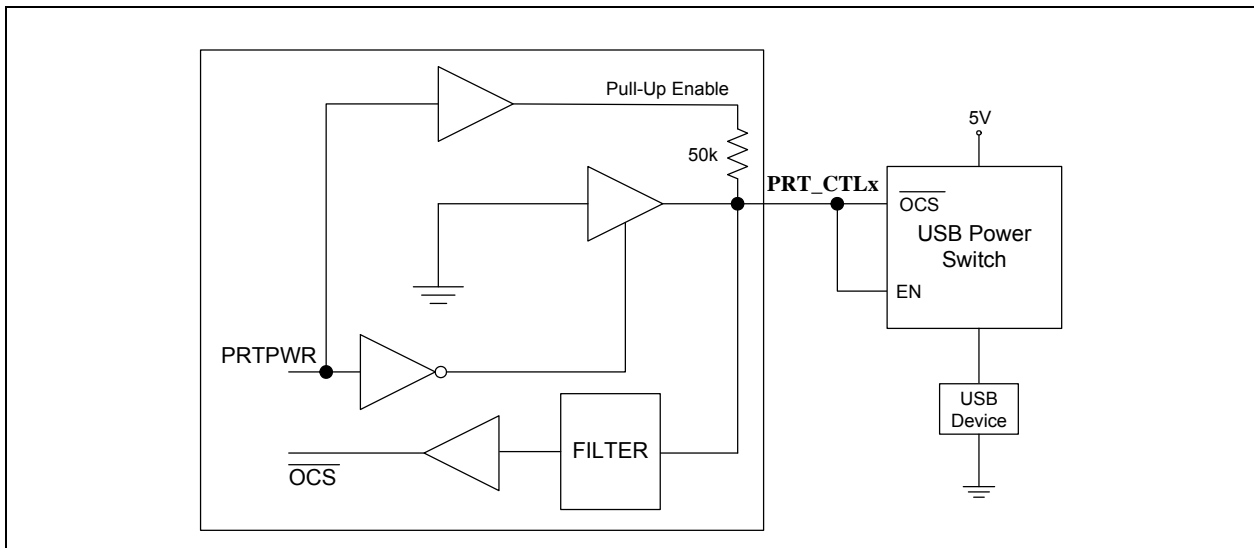 Pull-Up Enable
50k
PRT_CTLx
5V
OCS
USB Power
Switch
EN
PRTPWR
FILTER
OCS
USB
Device